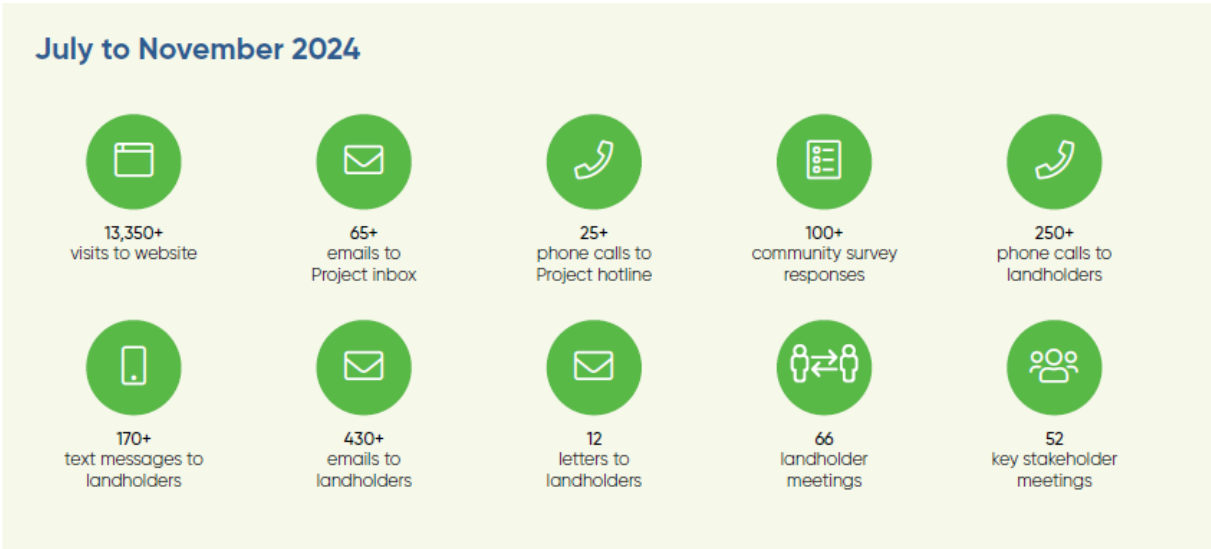 July to November 2024
13,350+
visits to website
65+
emails to
Project inbox
25+
phone calls to
Project hotline
100+
community survey
responses
250+
phone calls to
landholders
170+
text messages to
landholders
430+
emails to
landholders
12
letters to
landholders
66
landholder
meetings
52
key stakeholder
meetings